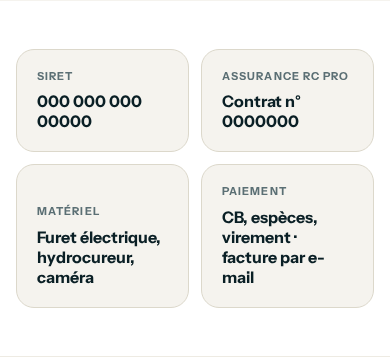 SIRET
000 000 000
00000
ASSURANCE RC PRO
Contrat n°
0000000
MATÉRIEL
Furet électrique,
hydrocureur,
caméra
PAIEMENT
CB, espèces,
virement ·
facture par e-
mail